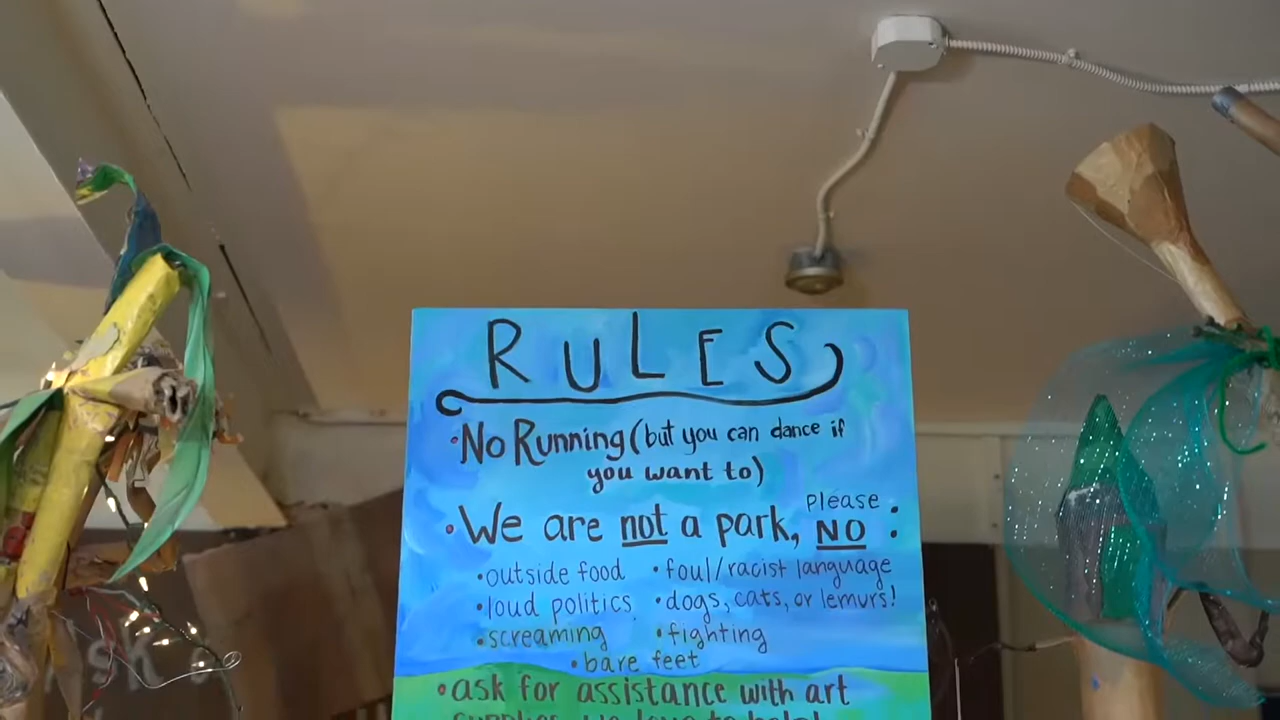 RULES
•No Running (but you can dance if
you want to)
•We are not a park, Please NO:
•outside food •foul/racist language
•loud politics •dogs, cats, or lemurs!
•screaming •fighting
•bare feet
•ask for assistance with art